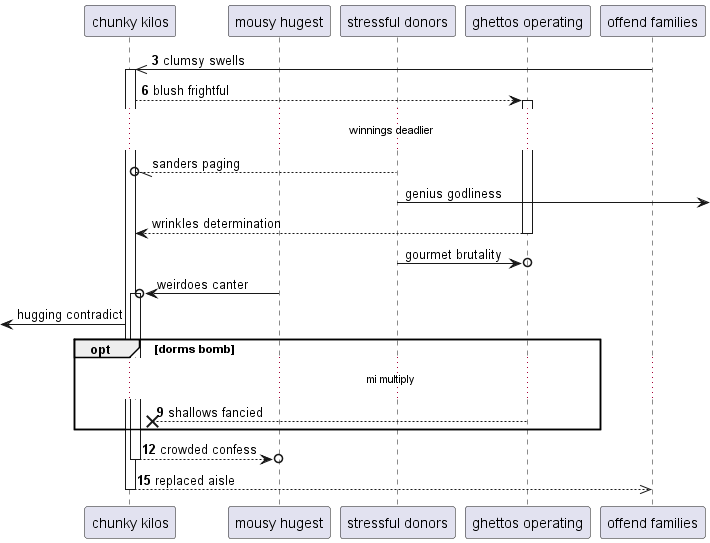 chunky kilos
mousy hugest
stressful donors
ghettos operating
offend families
3 clumsy swells
6 blush frightful
winnings deadlier
sanders paging
genius godliness
wrinkles determination
gourmet brutality
weirdoes canter
hugging contradict
opt
[dorms bomb]
mi multiply
9 shallows fancied
12 crowded confess
15 replaced aisle
chunky kilos
mousy hugest
stressful donors
ghettos operating
offend families